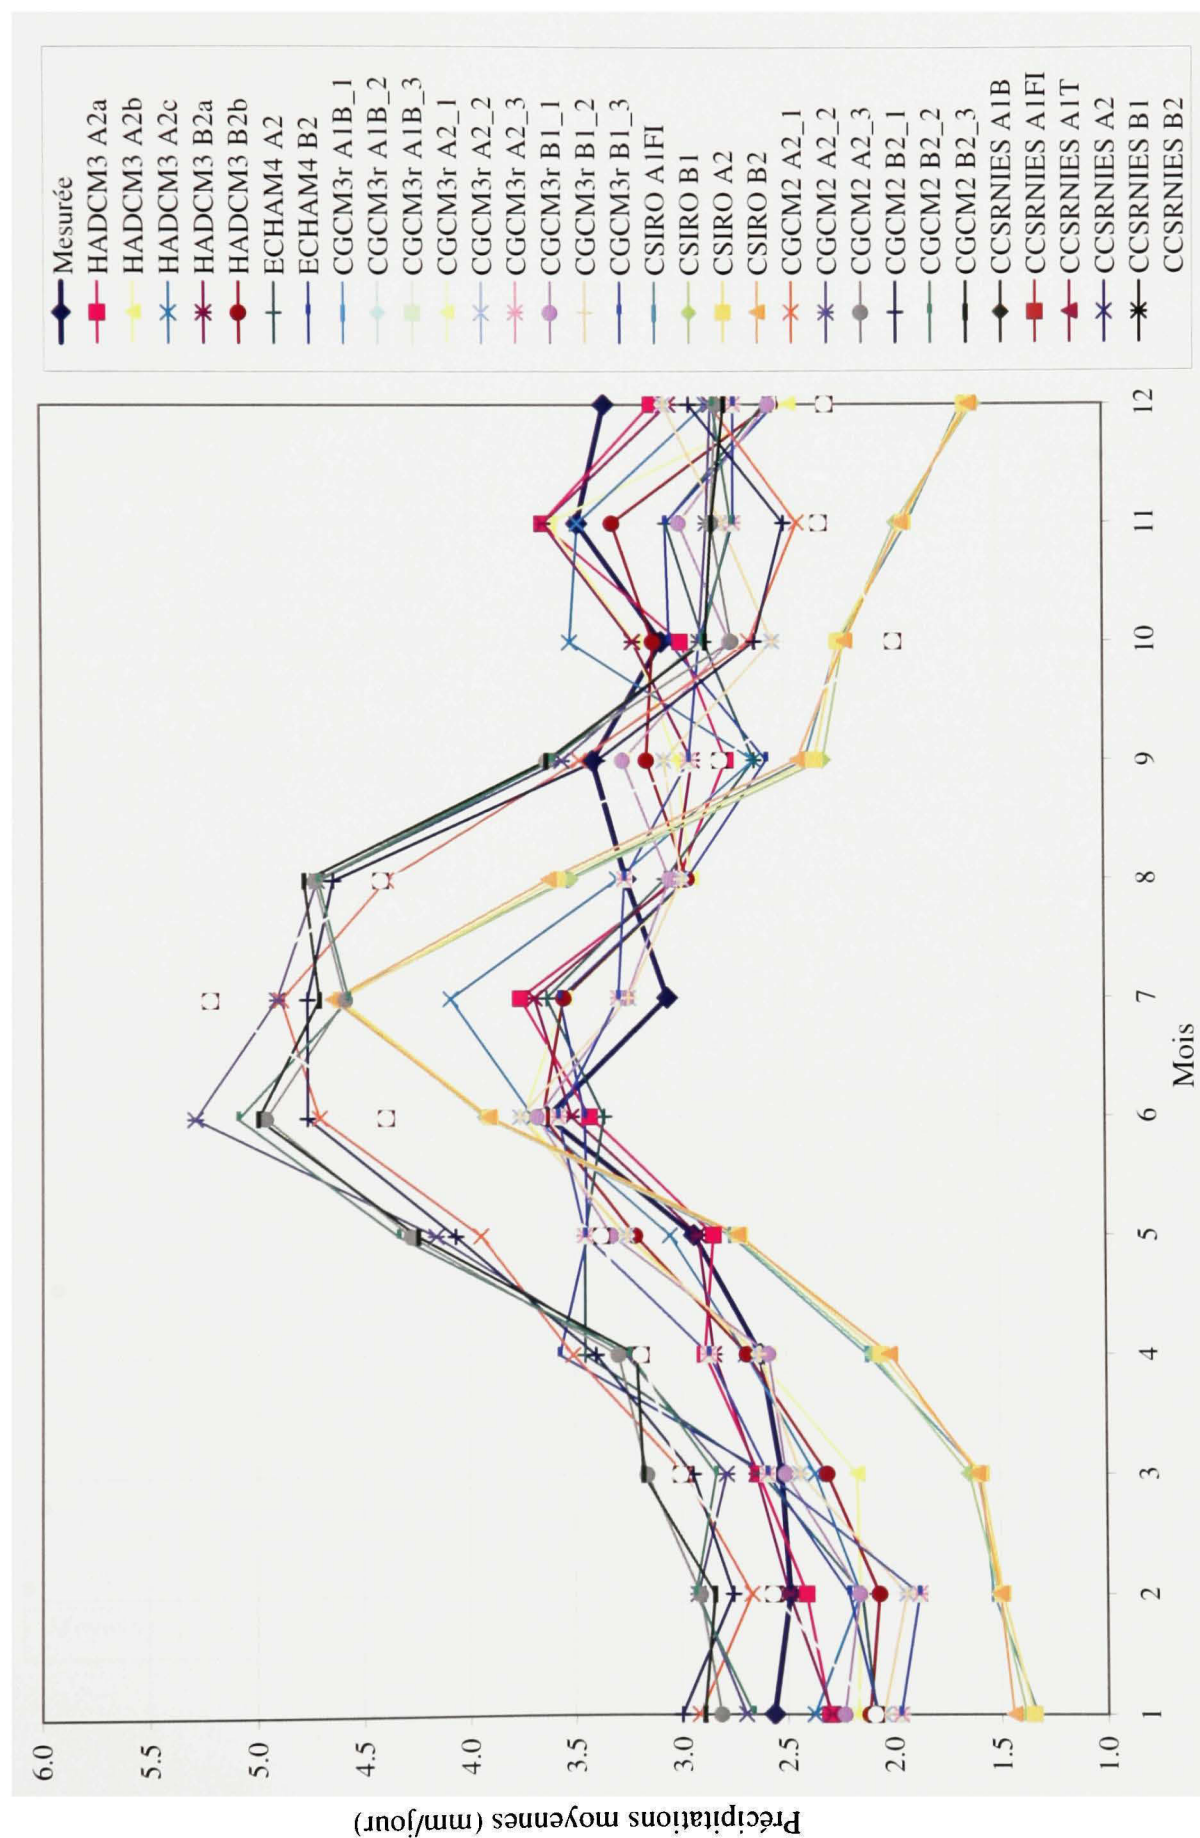 Précipitations moyennes (mm/jour)
6.0
5.5
5.0
4.5
4.0
3.5
3.0
2.5
2.0
1.5
1.0
1
2
3
4
5
6
7
8
9
10
11
12
Mois
Mesurée
HADCM3 A2a
HADCM3 A2b
HADCM3 A2c
HADCM3 B2a
HADCM3 B2b
ECHAM4 A2
ECHAM4 B2
CGCM3r A1B_1
CGCM3r A1B_2
CGCM3r A1B_3
CGCM3r A2_1
CGCM3r A2_2
CGCM3r A2_3
CGCM3r B1_1
CGCM3r B1_2
CGCM3r B1_3
CSIRO A1FI
CSIRO B1
CSIRO A2
CSIRO B2
CGCM2 A2_1
CGCM2 A2_2
CGCM2 A2_3
CGCM2 B2_1
CGCM2 B2_2
CGCM2 B2_3
CCSRNIES A1B
CCSRNIES A1FI
CCSRNIES A1T
CCSRNIES A2
CCSRNIES B1
CCSRNIES B2